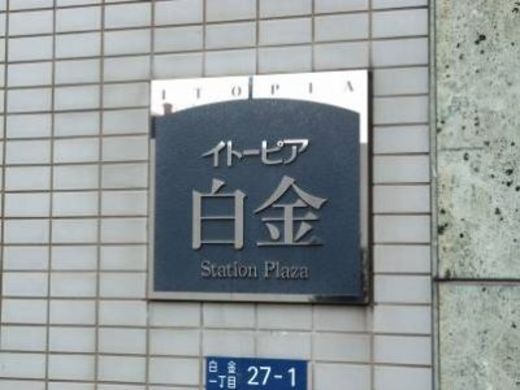 ITOPIA
イトーピア
白金
Station Plaza
白金
一丁目
27-1